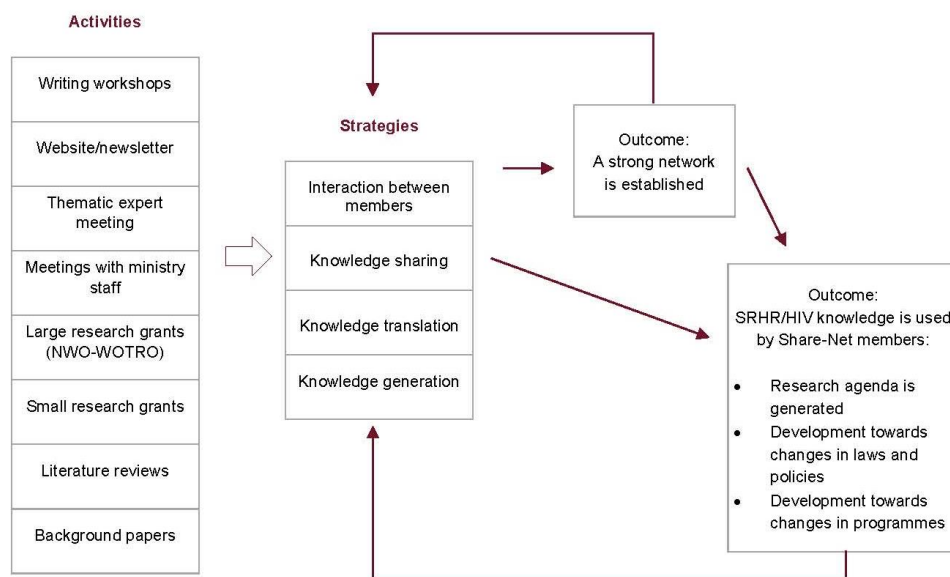 Activities
Writing workshops
Website/newsletter
Thematic expert
meeting
Meetings with ministry
staff
Large research grants
(NWO-WOTRO)
Small research grants
Literature reviews
Background papers
Strategies
Interaction between
members
Knowledge sharing
Knowledge translation
Knowledge generation
Outcome:
A strong network
is established
Outcome:
SRHR/HIV knowledge is used
by Share-Net members:
• Research agenda is
generated
• Development towards
changes in laws and
policies
• Development towards
changes in programmes